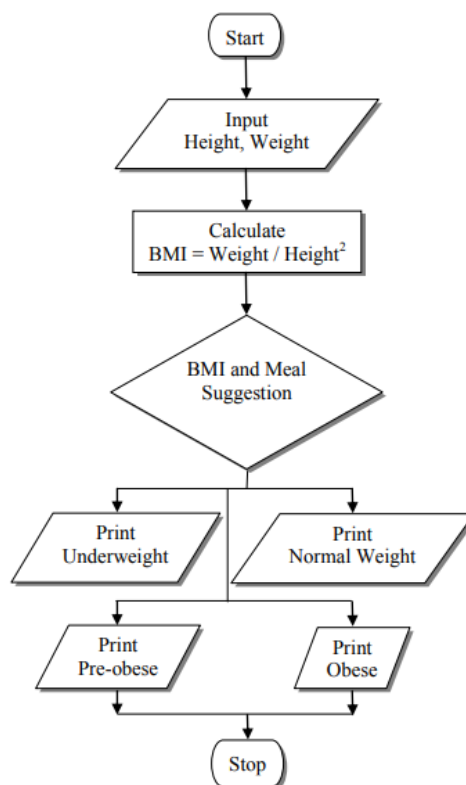 Start
Input
Height, Weight
Calculate
BMI = Weight / Height²
BMI and Meal
Suggestion
Print
Underweight
Print
Normal Weight
Print
Pre-obese
Print
Obese
Stop